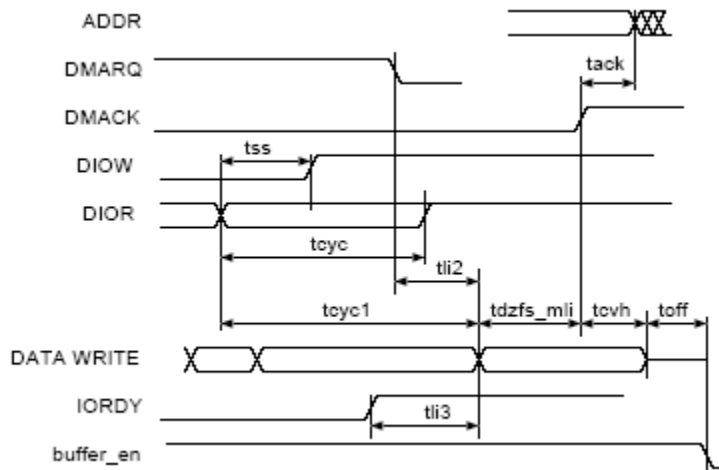 ADDR
DMARQ
tack
DMACK
tss
DIOW
DIOR
tcyc
tli2
tcyc1 tdzfs_mli tcvh toff
DATA WRITE
IORDY
tli3
buffer_en